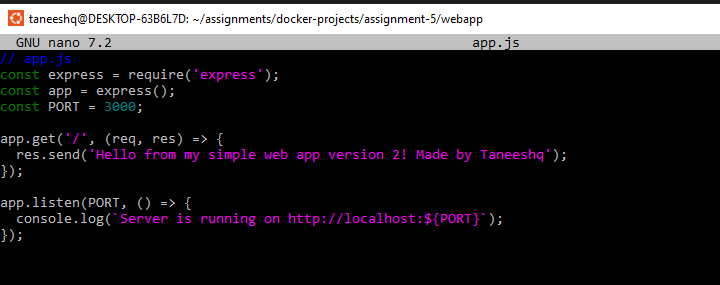 taneeshq@DESKTOP-63B6L7D: ~/assignments/docker-projects/assignment-5/webapp
GNU nano 7.2 app.js
// app.js
const express = require('express');
const app = express();
const PORT = 3000;
app.get('/', (req, res) => {
  res.send('Hello from my simple web app version 2! Made by Taneeshq');
});
app.listen(PORT, () => {
  console.log(`Server is running on http://localhost:${PORT}`);
});